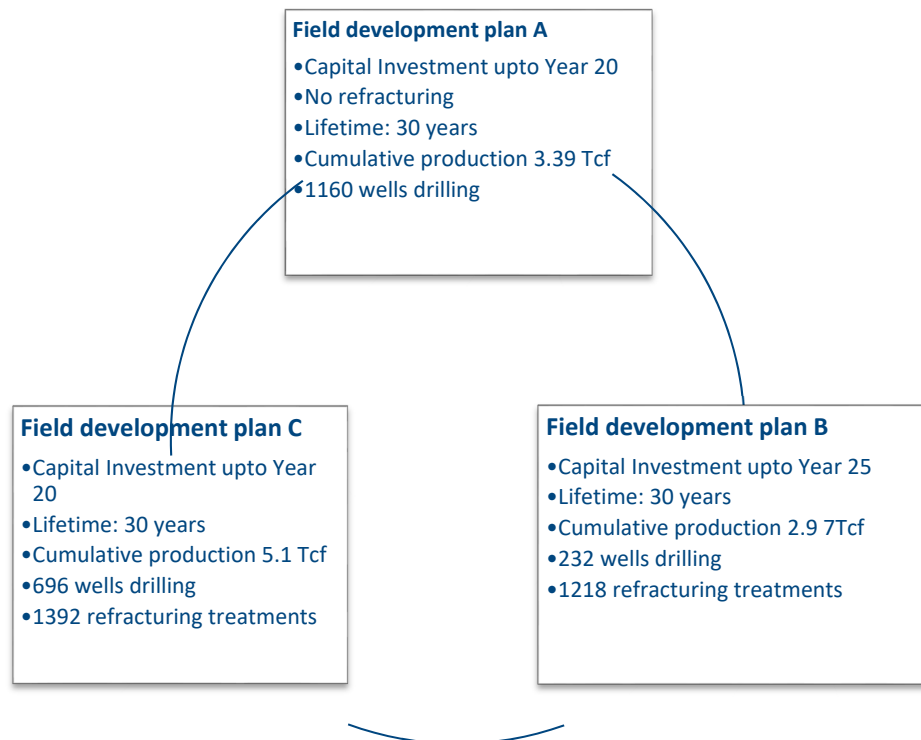 Field development plan A
•Capital Investment upto Year 20
•No refracturing
•Lifetime: 30 years
•Cumulative production 3.39 Tcf
•1160 wells drilling
Field development plan C
•Capital Investment upto Year
20
•Lifetime: 30 years
•Cumulative production 5.1 Tcf
•696 wells drilling
•1392 refracturing treatments
Field development plan B
•Capital Investment upto Year 25
•Lifetime: 30 years
•Cumulative production 2.9 7Tcf
•232 wells drilling
•1218 refracturing treatments